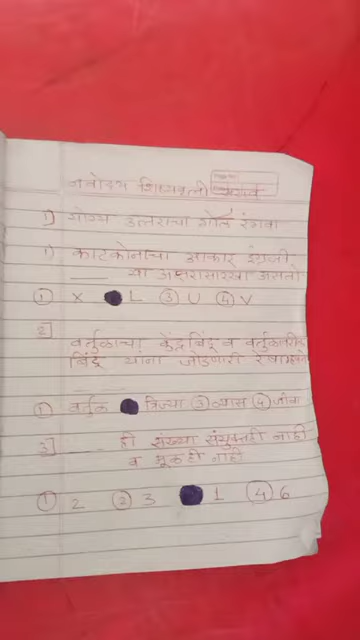 नवोदय शिष्यवृत्ती
1) योग्य उत्तराचा गोल रंगवा
1) काटकोनाचा आकार इंग्रजी
___ या अक्षरासारखा असतो
① X ● L ③ U ④ V
2]
वर्तुळाचा केंद्रबिंदू व वर्तुळावरील
बिंदू यांना जोडणारी रेषा
① वर्तुळ ● त्रिज्या ③ व्यास ④ जीवा
3] ___ ही संख्या संयुक्तही नाही
व मूळही नाही
① 2 ② 3 ● 1 ④ 6